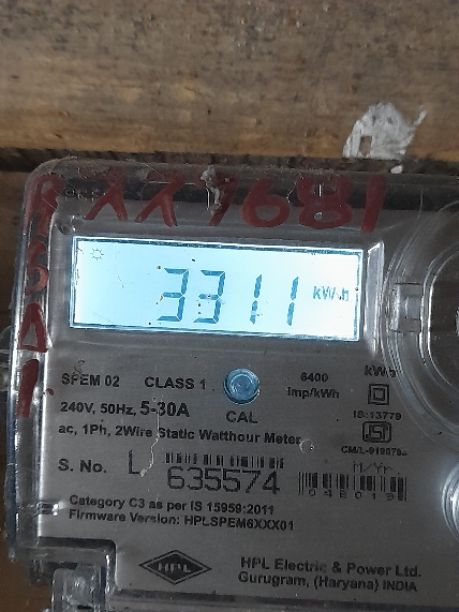 3311 kW.h
SPEM 02 CLASS 1 6400 imp/kWh kWh
240V, 50Hz, 5-30A CAL IS:13779
ac, 1Ph, 2Wire Static Watthour Meter
S. No. L 635574 M/Yr.
Category C3 as per IS 15959:2011
Firmware Version: HPLSPEM6XXX01
HPL
HPL Electric & Power Ltd.
Gurugram, (Haryana) INDIA